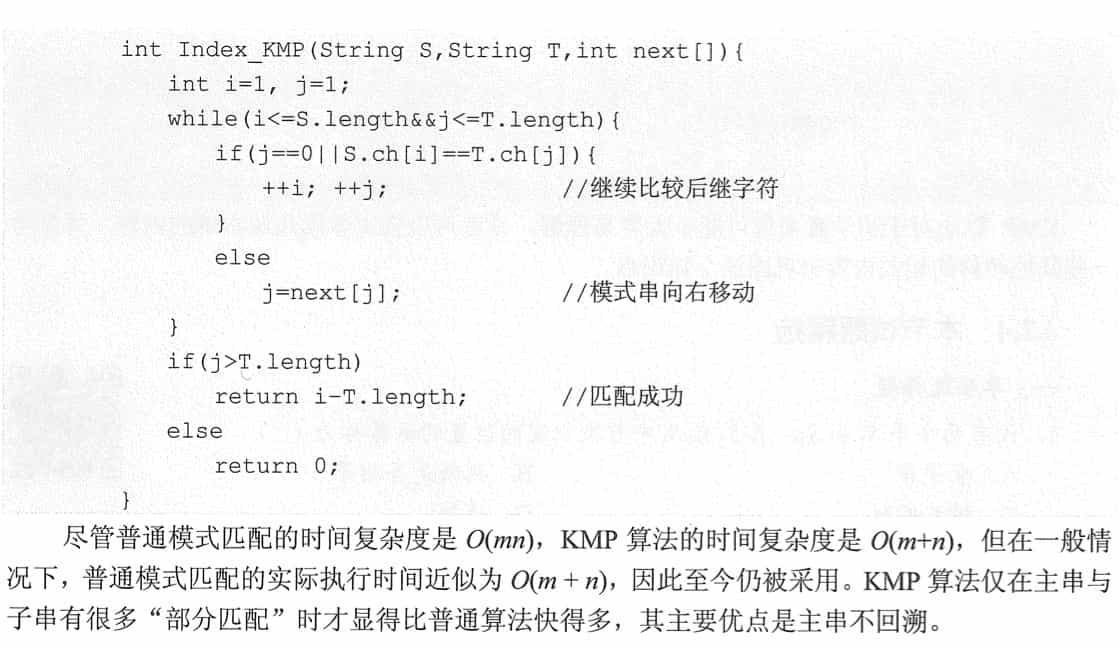 int Index_KMP(String S,String T,int next[]){
int i=1, j=1;
while(i<=S.length&&j<=T.length){
if(j==0||S.ch[i]==T.ch[j]){
++i; ++j; //继续比较后继字符
}
else
j=next[j]; //模式串向右移动
}
if(j>T.length)
return i-T.length; //匹配成功
else
return 0;
}
尽管普通模式匹配的时间复杂度是 O(mn)，KMP 算法的时间复杂度是 O(m+n)，但在一般情
况下，普通模式匹配的实际执行时间近似为 O(m + n)，因此至今仍被采用。KMP 算法仅在主串与
子串有很多“部分匹配”时才显得比普通算法快得多，其主要优点是主串不回溯。